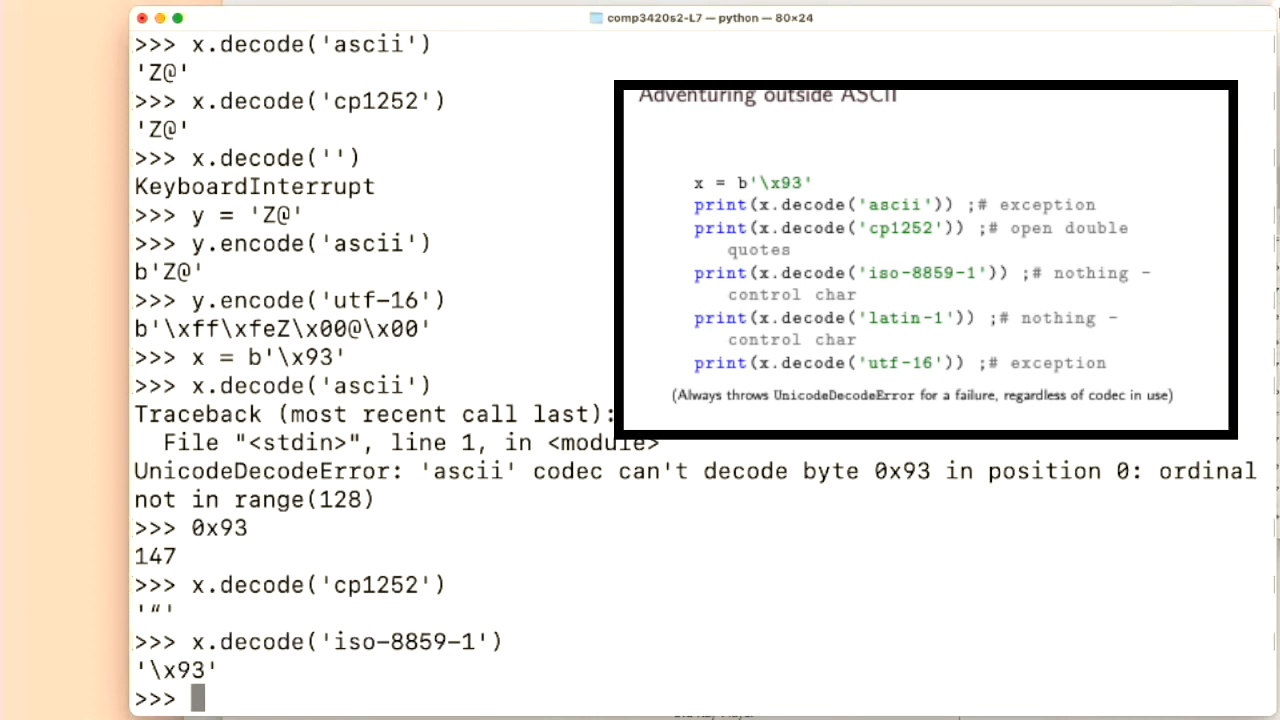 comp3420s2-L7 — python — 80×24
>>> x.decode('ascii')
'Z@'
>>> x.decode('cp1252')
'Z@'
>>> x.decode('')
KeyboardInterrupt
>>> y = 'Z@'
>>> y.encode('ascii')
b'Z@'
>>> y.encode('utf-16')
b'\xff\xfeZ\x00@\x00'
>>> x = b'\x93'
>>> x.decode('ascii')
Traceback (most recent call last):
File "<stdin>", line 1, in <module>
UnicodeDecodeError: 'ascii' codec can't decode byte 0x93 in position 0: ordinal
not in range(128)
>>> 0x93
147
>>> x.decode('cp1252')
'“'
>>> x.decode('iso-8859-1')
'\x93'
>>>
Adventuring outside ASCII
x = b'\x93'
print(x.decode('ascii')) ;# exception
print(x.decode('cp1252')) ;# open double
quotes
print(x.decode('iso-8859-1')) ;# nothing -
control char
print(x.decode('latin-1')) ;# nothing -
control char
print(x.decode('utf-16')) ;# exception
(Always throws UnicodeDecodeError for a failure, regardless of codec in use)